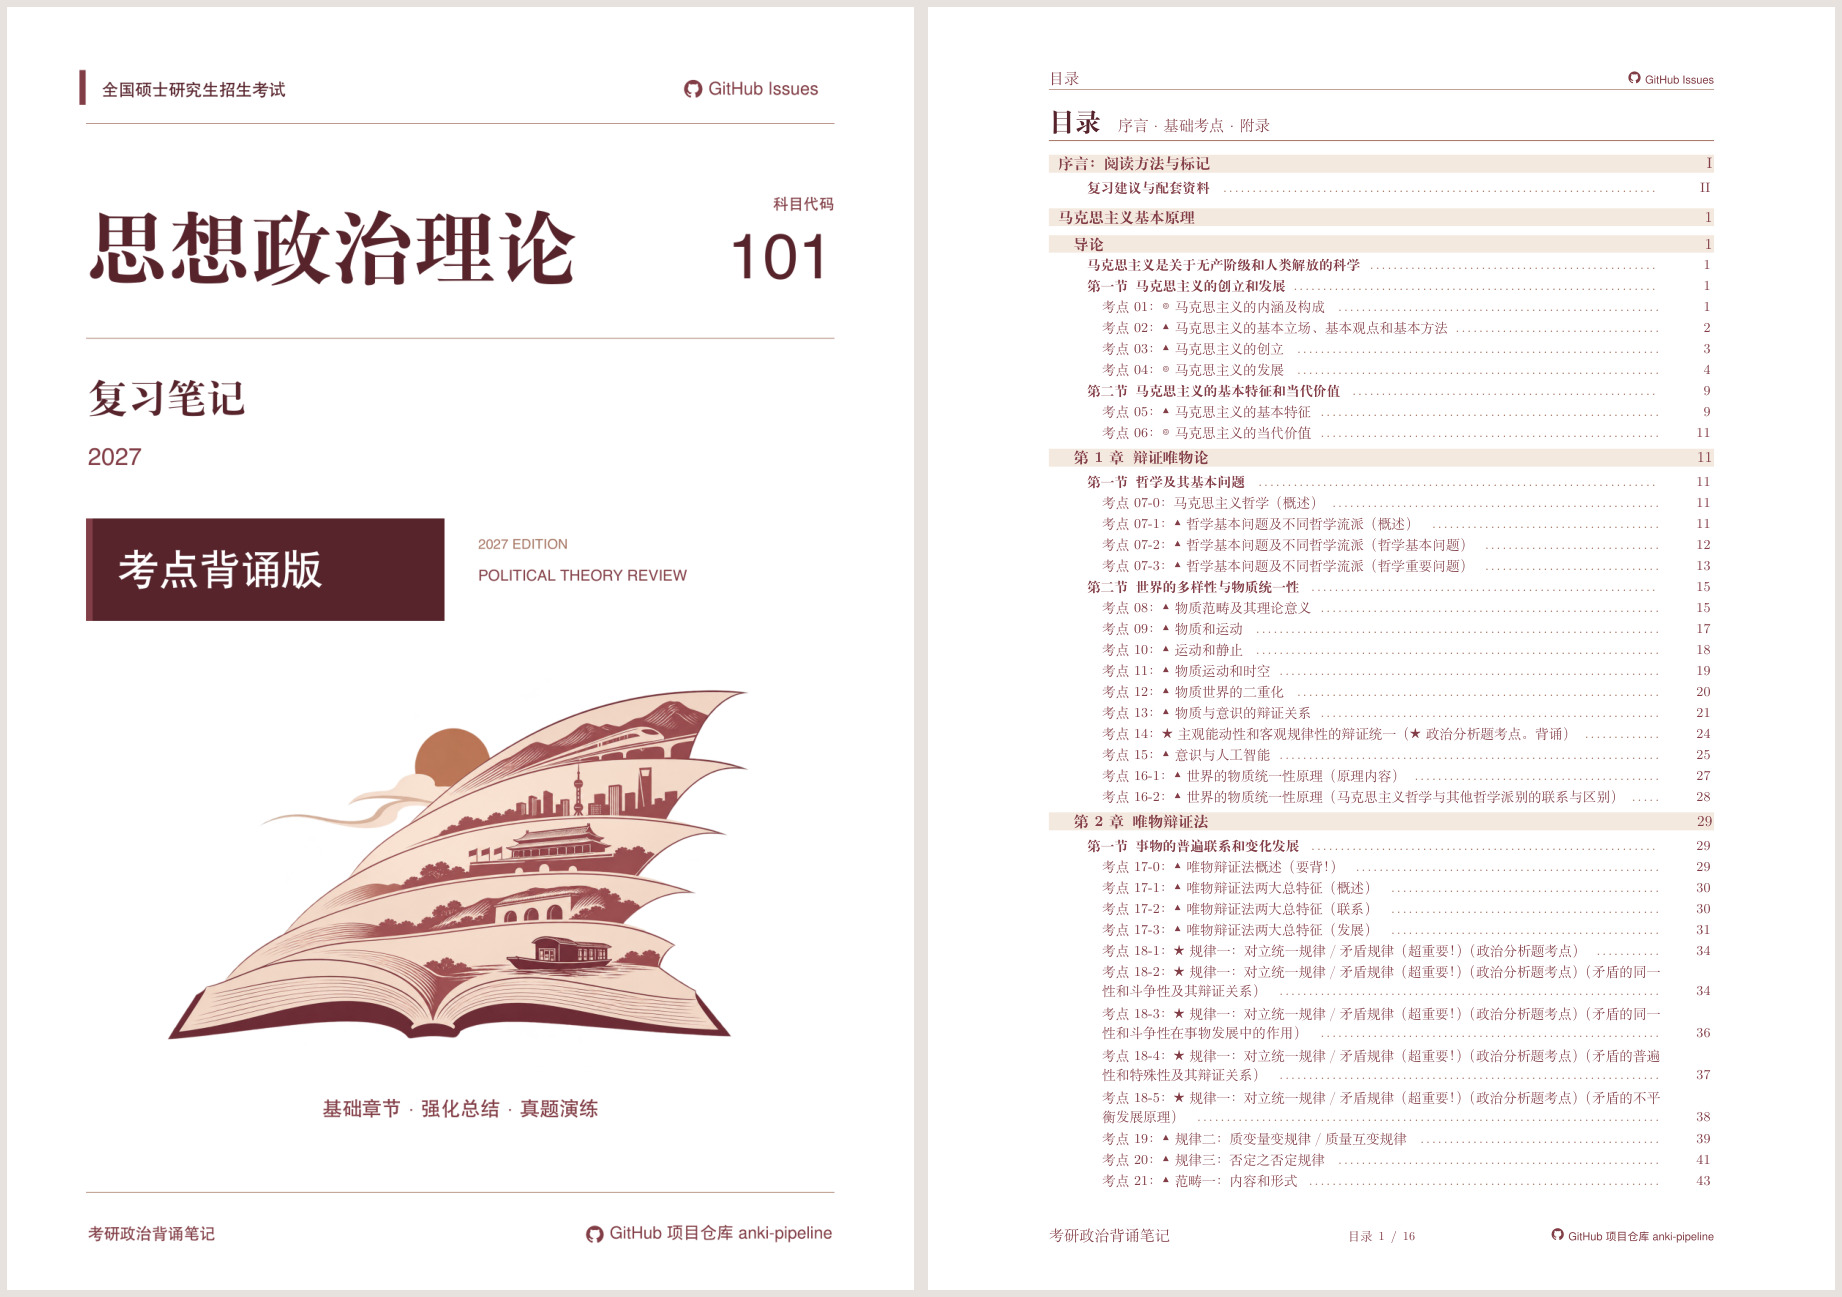 全国硕士研究生招生考试
GitHub Issues
科目代码
思想政治理论
101
复习笔记
2027
考点背诵版
2027 EDITION
POLITICAL THEORY REVIEW
基础章节 · 强化总结 · 真题演练
考研政治背诵笔记
GitHub 项目仓库 anki-pipeline
目录
GitHub Issues
目录 序言 · 基础考点 · 附录
序言：阅读方法与标记 I
复习建议与配套资料 II
马克思主义基本原理 1
导论 1
马克思主义是关于无产阶级和人类解放的科学 1
第一节 马克思主义的创立和发展 1
考点 01：◎ 马克思主义的内涵及构成 1
考点 02：▲ 马克思主义的基本立场、基本观点和基本方法 2
考点 03：▲ 马克思主义的创立 3
考点 04：◎ 马克思主义的发展 4
第二节 马克思主义的基本特征和当代价值 9
考点 05：▲ 马克思主义的基本特征 9
考点 06：◎ 马克思主义的当代价值 11
第 1 章 辩证唯物论 11
第一节 哲学及其基本问题 11
考点 07-0：马克思主义哲学（概述） 11
考点 07-1：▲ 哲学基本问题及不同哲学流派（概述） 11
考点 07-2：▲ 哲学基本问题及不同哲学流派（哲学基本问题） 12
考点 07-3：▲ 哲学基本问题及不同哲学流派（哲学重要问题） 13
第二节 世界的多样性与物质统一性 15
考点 08：▲ 物质范畴及其理论意义 15
考点 09：▲ 物质和运动 17
考点 10：▲ 运动和静止 18
考点 11：▲ 物质运动和时空 19
考点 12：▲ 物质世界的二重化 20
考点 13：▲ 物质与意识的辩证关系 21
考点 14：★ 主观能动性和客观规律性的辩证统一（★ 政治分析题考点。背诵） 24
考点 15：▲ 意识与人工智能 25
考点 16-1：▲ 世界的物质统一性原理（原理内容） 27
考点 16-2：▲ 世界的物质统一性原理（马克思主义哲学与其他哲学派别的联系与区别） 28
第 2 章 唯物辩证法 29
第一节 事物的普遍联系和变化发展 29
考点 17-0：▲ 唯物辩证法概述（要背！） 29
考点 17-1：▲ 唯物辩证法两大总特征（概述） 30
考点 17-2：▲ 唯物辩证法两大总特征（联系） 30
考点 17-3：▲ 唯物辩证法两大总特征（发展） 31
考点 18-1：★ 规律一：对立统一规律 / 矛盾规律（超重要！）（政治分析题考点） 34
考点 18-2：★ 规律一：对立统一规律 / 矛盾规律（超重要！）（政治分析题考点）（矛盾的同一
性和斗争性及其辩证关系） 34
考点 18-3：★ 规律一：对立统一规律 / 矛盾规律（超重要！）（政治分析题考点）（矛盾的同一
性和斗争性在事物发展中的作用） 36
考点 18-4：★ 规律一：对立统一规律 / 矛盾规律（超重要！）（政治分析题考点）（矛盾的普遍
性和特殊性及其辩证关系） 37
考点 18-5：★ 规律一：对立统一规律 / 矛盾规律（超重要！）（政治分析题考点）（矛盾的不平
衡发展原理） 38
考点 19：▲ 规律二：质变量变规律 / 质量互变规律 39
考点 20：▲ 规律三：否定之否定规律 41
考点 21：▲ 范畴一：内容和形式 43
考研政治背诵笔记
目录 1 / 16
GitHub 项目仓库 anki-pipeline